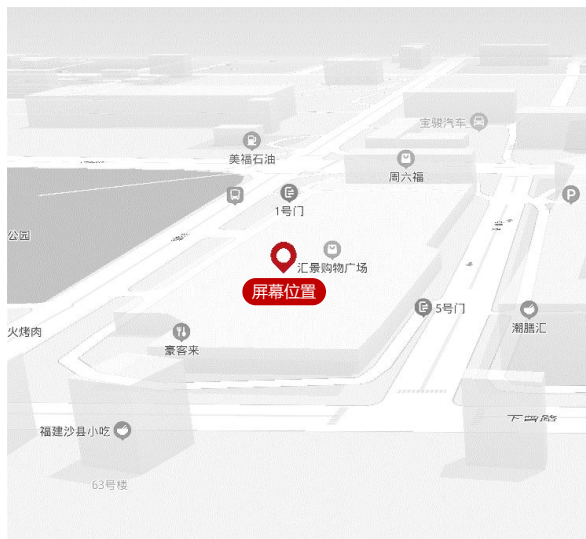 宝骏汽车
美福石油
周六福
P
1号门
公园
汇景购物广场
屏幕位置
5号门
潮膳汇
火烤肉
豪客来
福建沙县小吃
63号楼